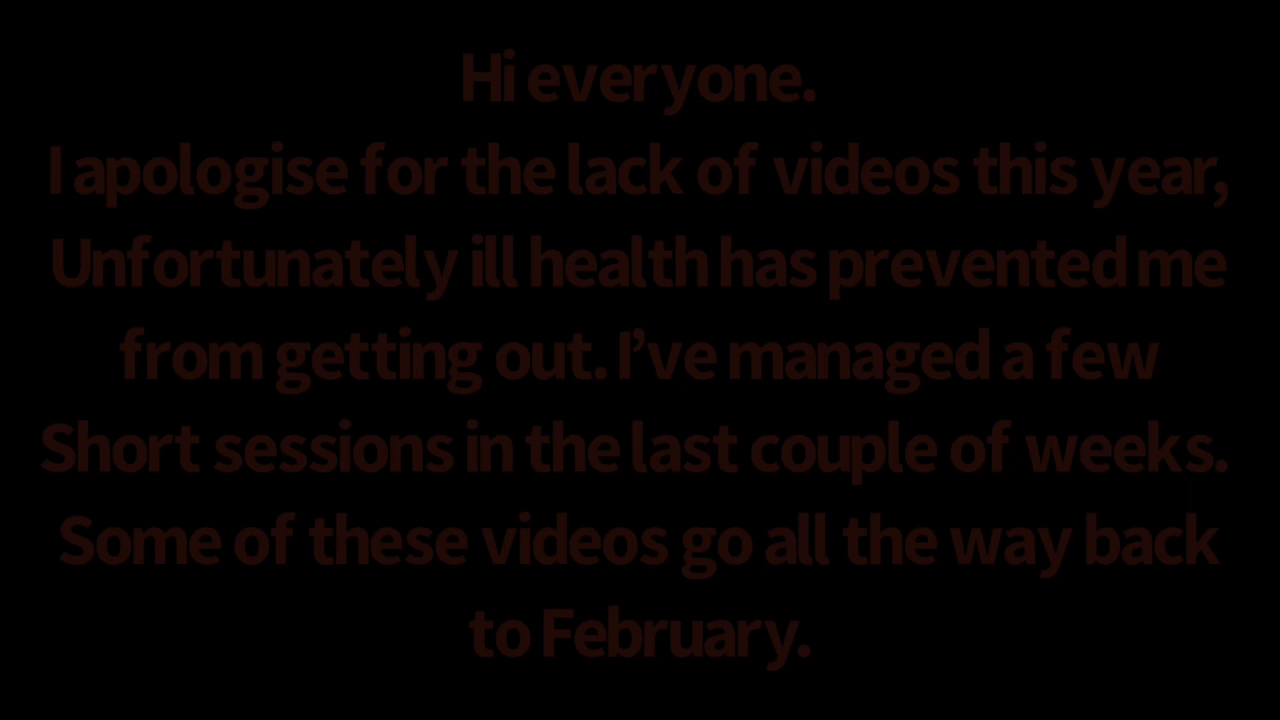 Hi everyone.
I apologise for the lack of videos this year,
Unfortunately ill health has prevented me
from getting out. I’ve managed a few
Short sessions in the last couple of weeks.
Some of these videos go all the way back
to February.